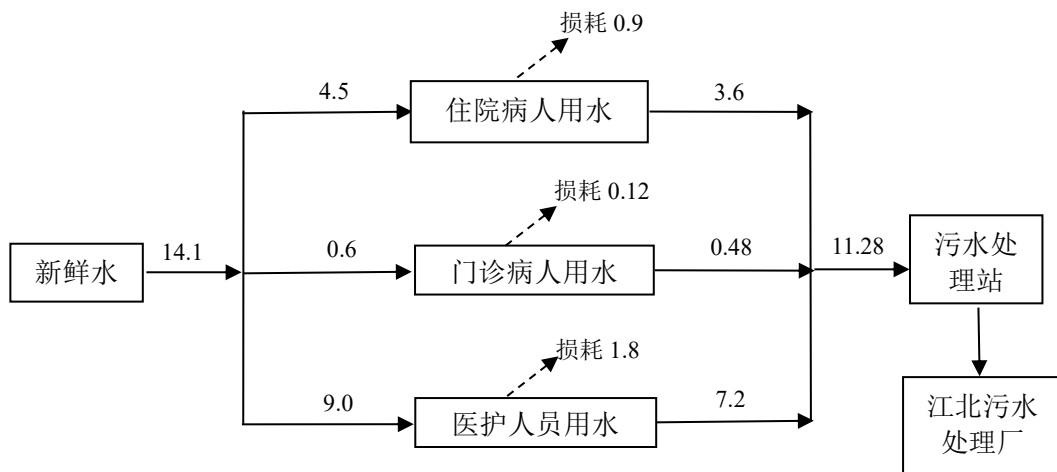 损耗 0.9
4.5
住院病人用水
3.6
损耗 0.12
新鲜水
14.1
0.6
门诊病人用水
0.48
11.28
污水处
理站
损耗 1.8
9.0
医护人员用水
7.2
江北污水
处理厂